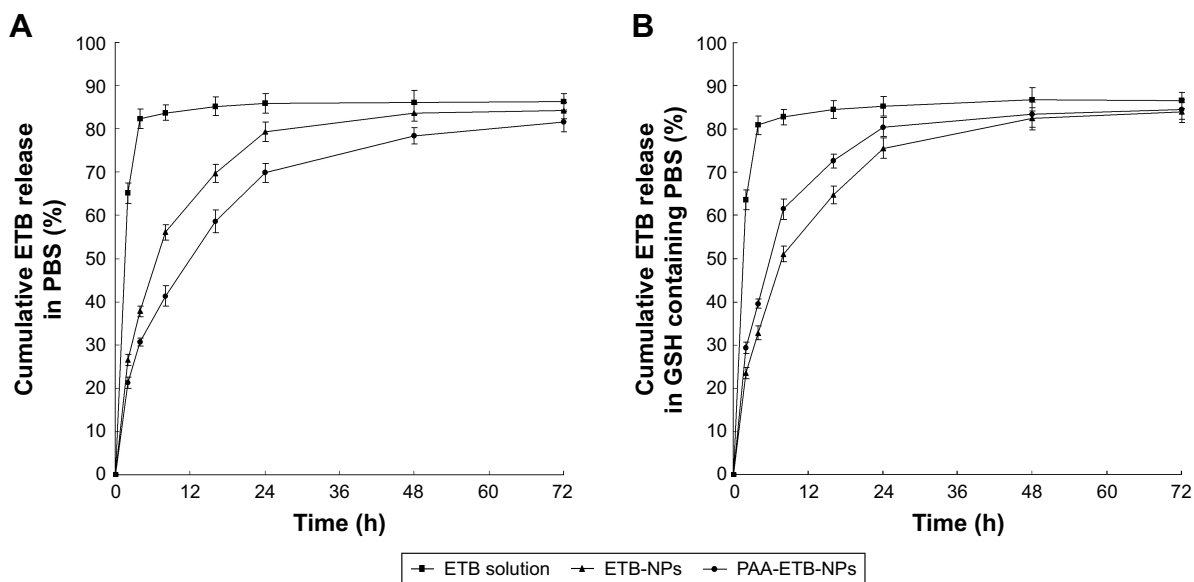 A
Cumulative ETB release
in PBS (%)
100
90
80
70
60
50
40
30
20
10
0
0 12 24 36 48 60 72
Time (h)
B
Cumulative ETB release
in GSH containing PBS (%)
100
90
80
70
60
50
40
30
20
10
0
0 12 24 36 48 60 72
Time (h)
ETB solution ETB-NPs PAA-ETB-NPs